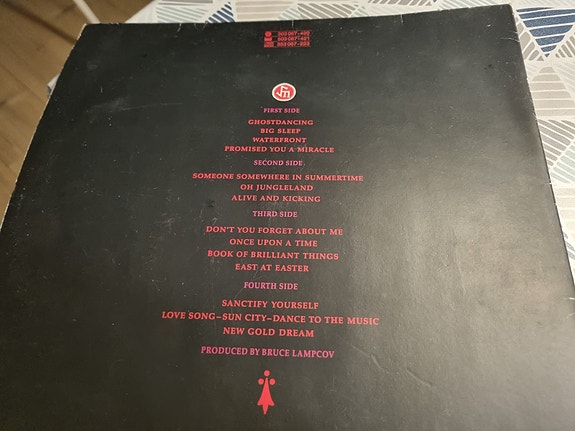 FIRST SIDE
GHOSTDANCING
BIG SLEEP
WATERFRONT
PROMISED YOU A MIRACLE
SECOND SIDE
SOMEONE SOMEWHERE IN SUMMERTIME
OH JUNGLELAND
ALIVE AND KICKING
THIRD SIDE
DON'T YOU FORGET ABOUT ME
ONCE UPON A TIME
BOOK OF BRILLIANT THINGS
EAST AT EASTER
FOURTH SIDE
SANCTIFY YOURSELF
LOVE SONG–SUN CITY–DANCE TO THE MUSIC
NEW GOLD DREAM
PRODUCED BY BRUCE LAMPCOV